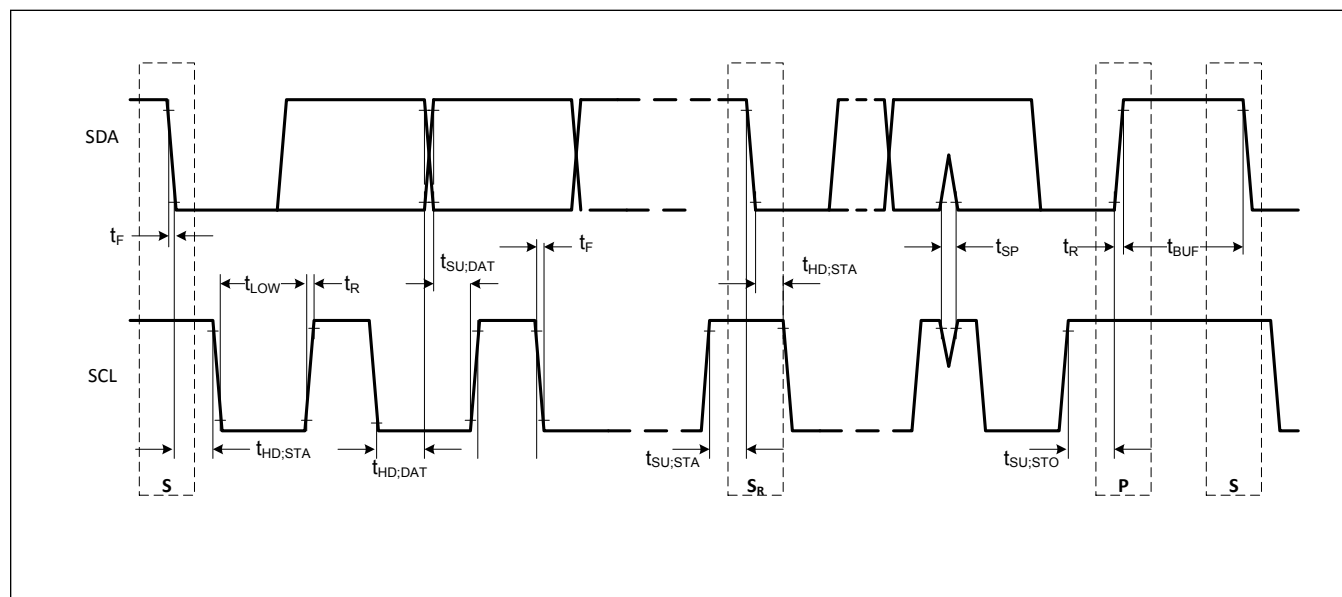 SDA
t_F
t_LOW
t_R
t_SU;DAT
t_F
t_HD;STA
t_SP
t_R
t_BUF
SCL
t_HD;STA
t_HD;DAT
t_SU;STA
t_SU;STO
S
S_R
P
S